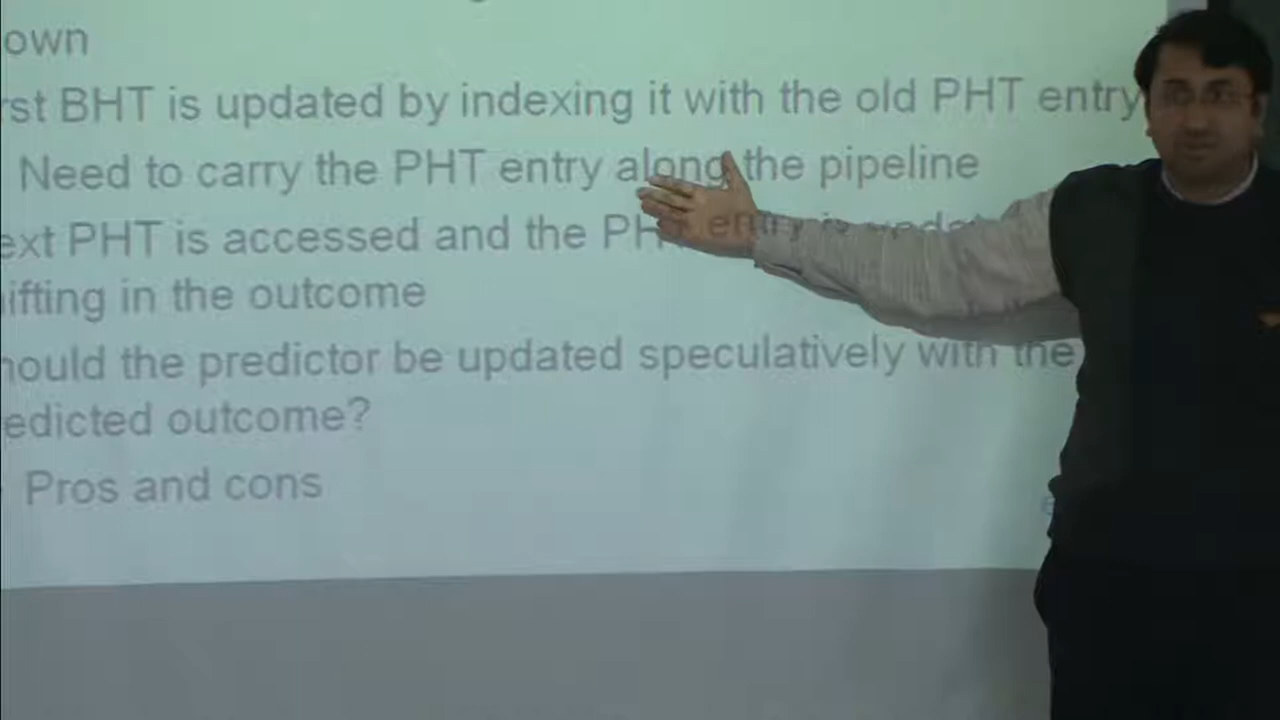 own
rst BHT is updated by indexing it with the old PHT entry
Need to carry the PHT entry along the pipeline
ext PHT is accessed and the PHT entry is updat
ifting in the outcome
hould the predictor be updated speculatively with the
edicted outcome?
Pros and cons